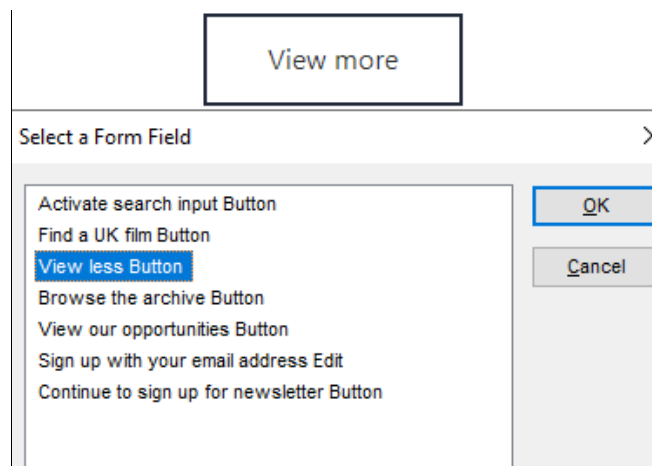 View more
Select a Form Field
Activate search input Button
OK
Find a UK film Button
View less Button
Cancel
Browse the archive Button
View our opportunities Button
Sign up with your email address Edit
Continue to sign up for newsletter Button